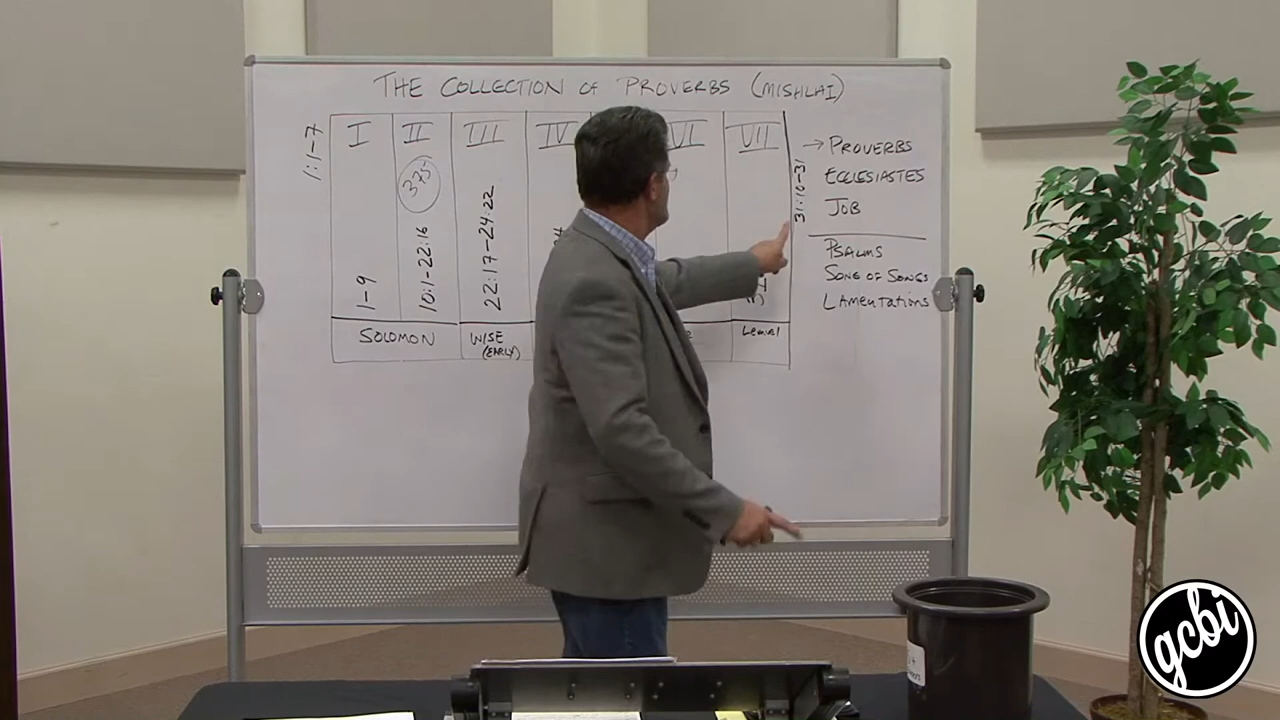 THE COLLECTION OF PROVERBS (MISHLAI)
1:1-7
I II III IV VI VII
375
1-9
10:1-22:16
22:17-24:22
31:10-31
SOLOMON
WISE
(EARLY)
Lemuel
→ PROVERBS
ECCLESIASTES
JOB
PSALMS
SONG OF SONGS
LAMENTATIONS
gcbi